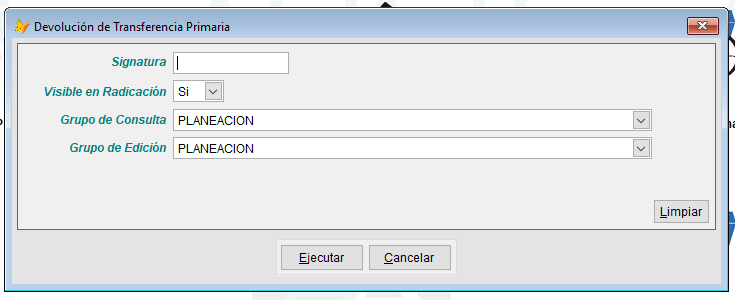 Devolución de Transferencia Primaria
Signatura
Visible en Radicación Si
Grupo de Consulta PLANEACION
Grupo de Edición PLANEACION
Limpiar
Ejecutar Cancelar